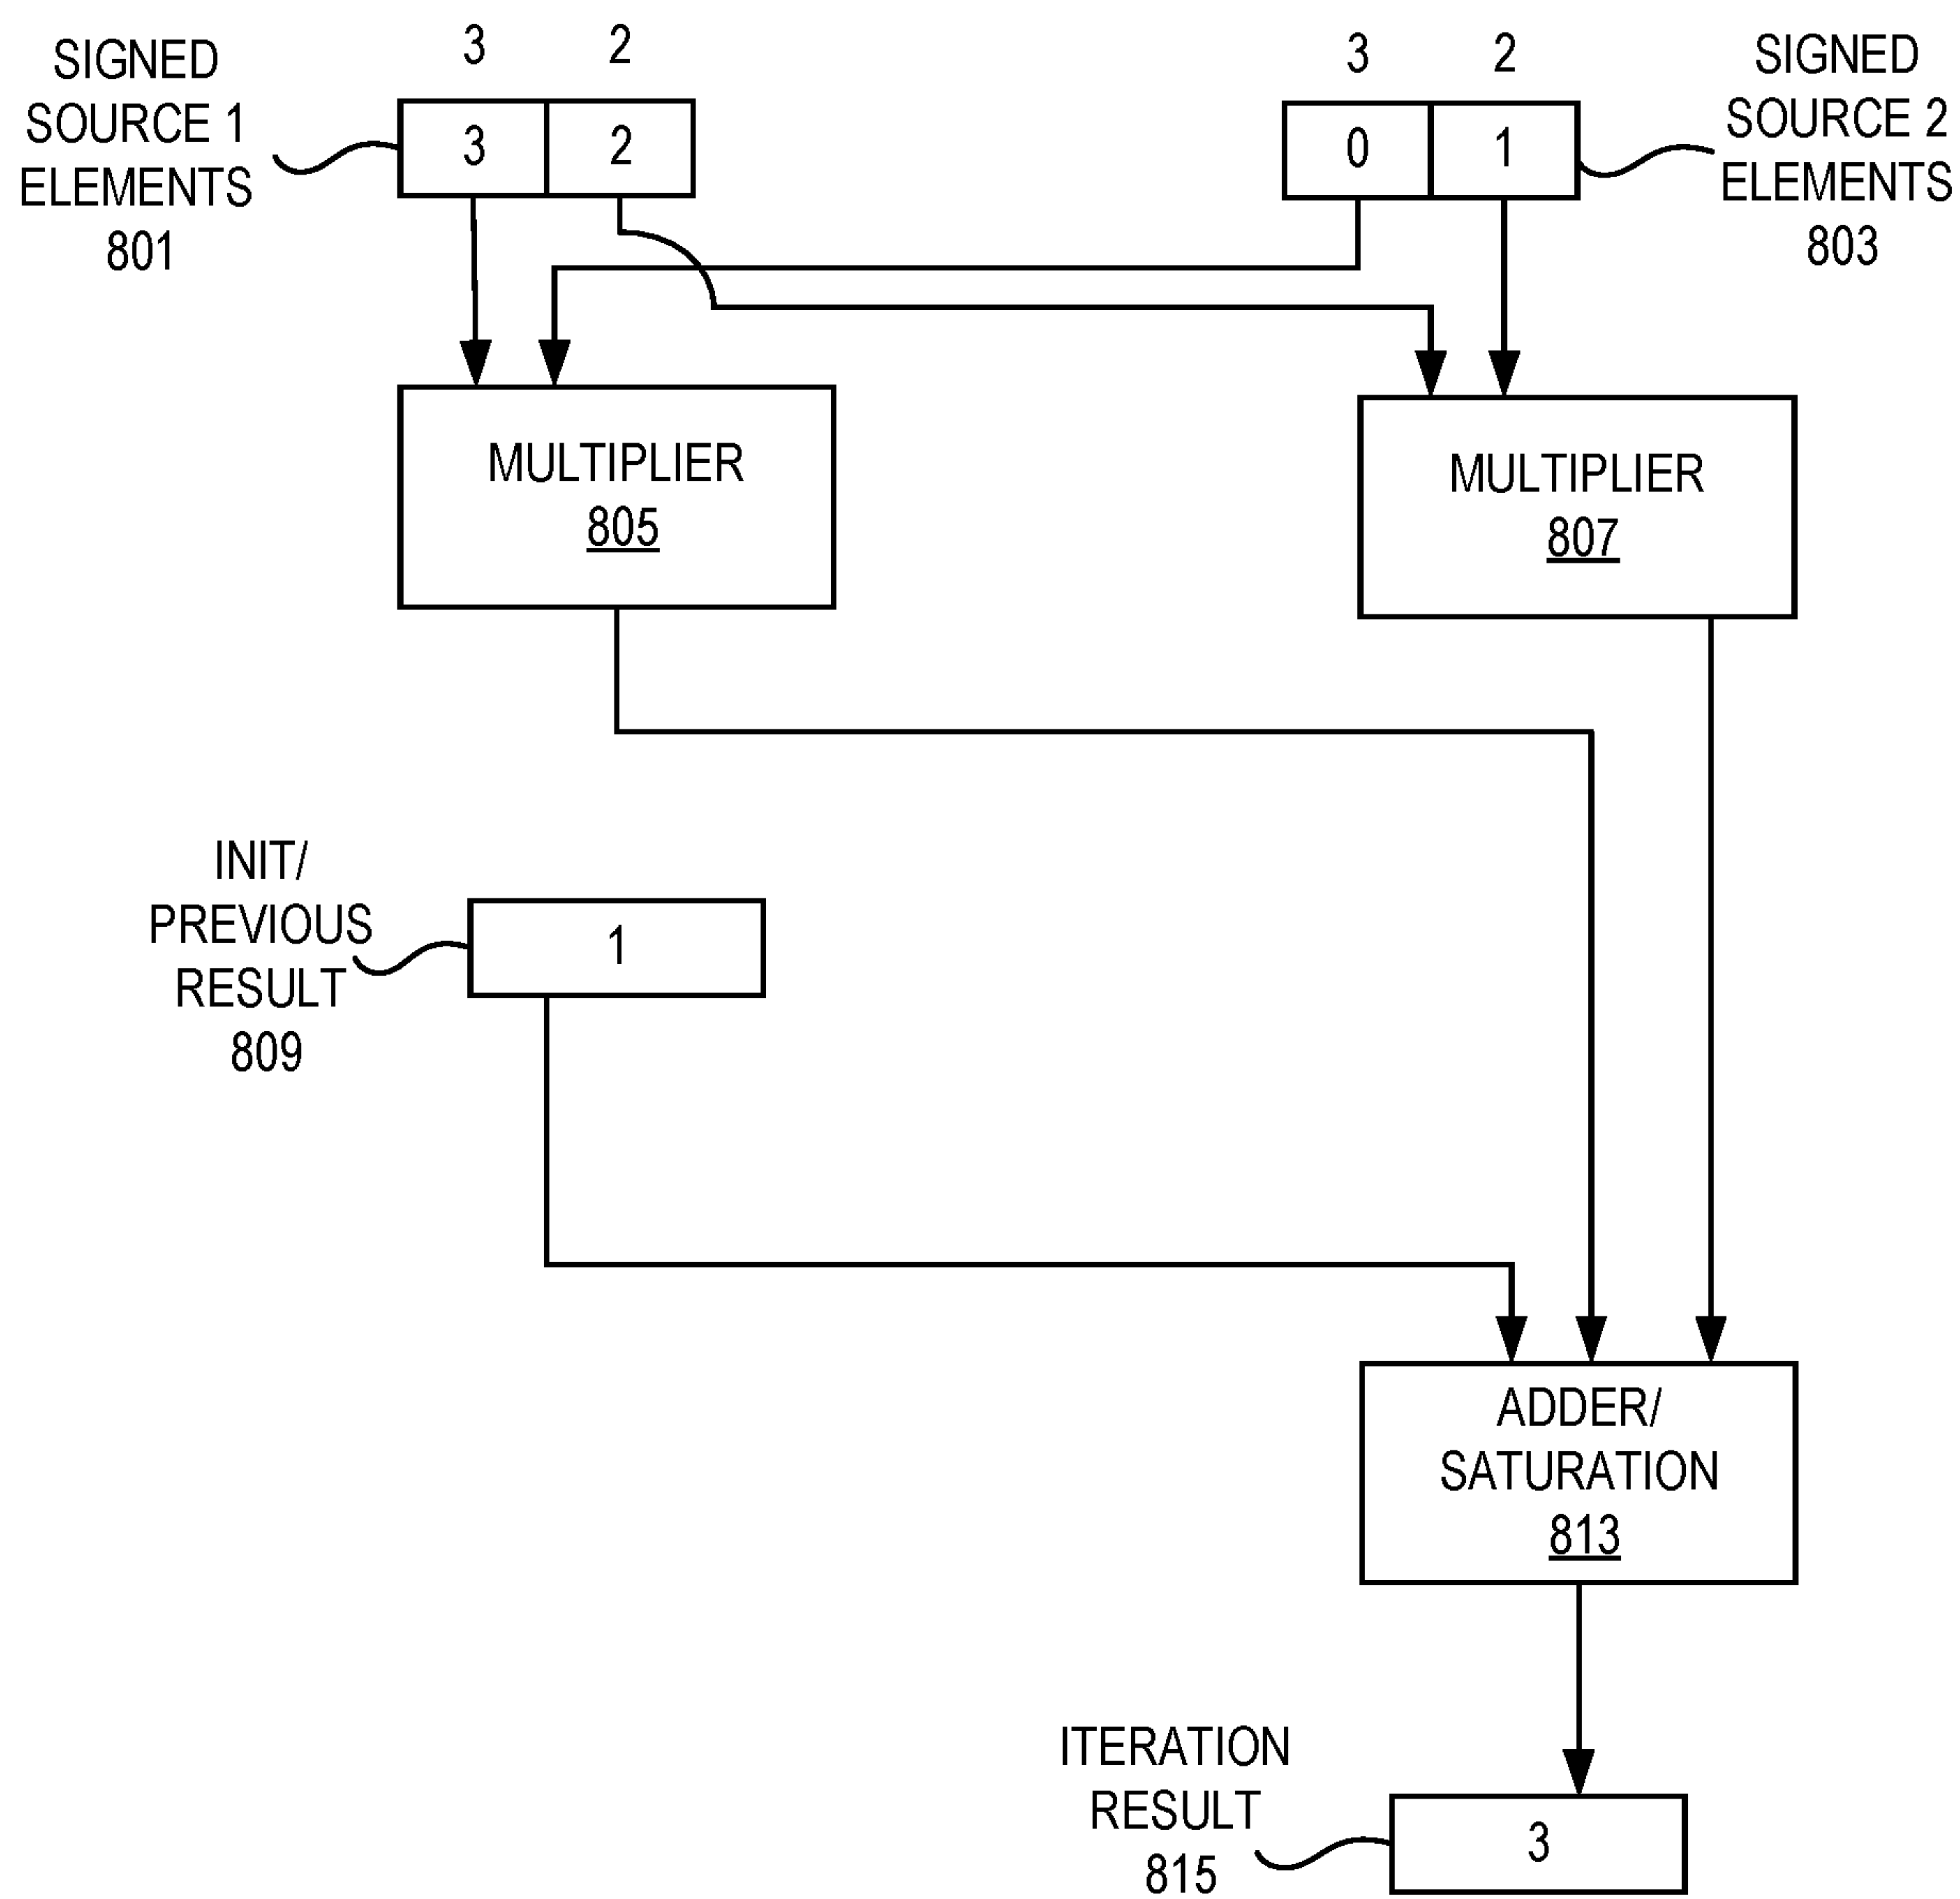 SIGNED
SOURCE 1
ELEMENTS
801
3 2
3 2
3 2
0 1
SIGNED
SOURCE 2
ELEMENTS
803
MULTIPLIER
805
MULTIPLIER
807
INIT/
PREVIOUS
RESULT
809
1
ADDER/
SATURATION
813
ITERATION
RESULT
815
3